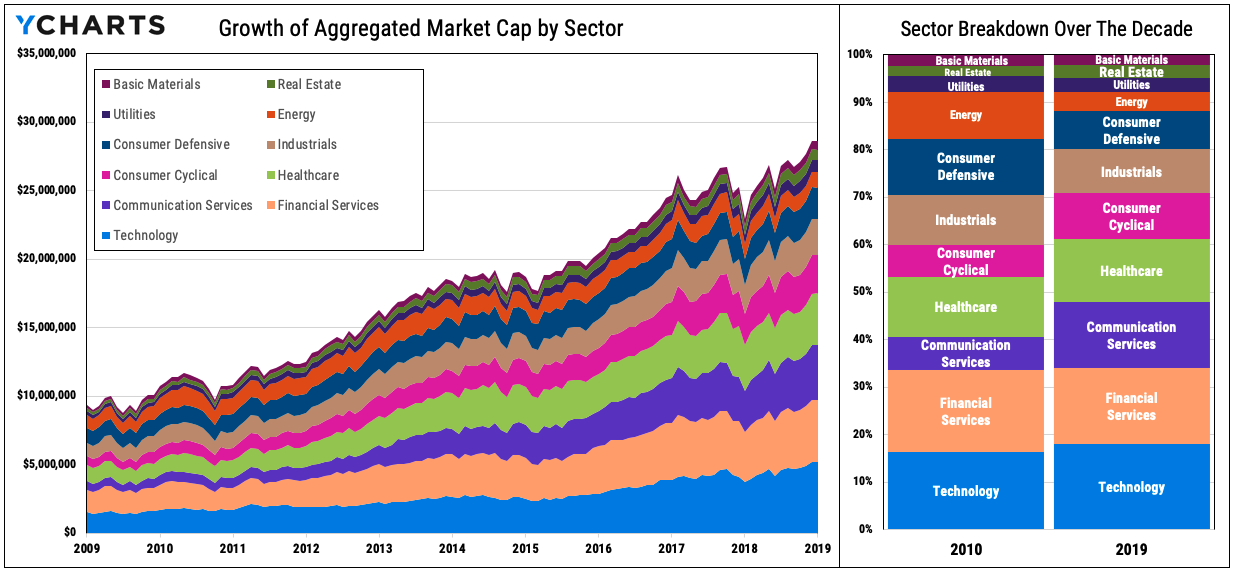 YCHARTS
Growth of Aggregated Market Cap by Sector
$35,000,000
$30,000,000
$25,000,000
$20,000,000
$15,000,000
$10,000,000
$5,000,000
$0
Basic Materials
Real Estate
Utilities
Energy
Consumer Defensive
Industrials
Consumer Cyclical
Healthcare
Communication Services
Financial Services
Technology
2009
2010
2011
2012
2013
2014
2015
2016
2017
2018
2019
Sector Breakdown Over The Decade
100%
90%
80%
70%
60%
50%
40%
30%
20%
10%
0%
Basic Materials
Real Estate
Utilities
Energy
Consumer
Defensive
Industrials
Consumer
Cyclical
Healthcare
Communication
Services
Financial
Services
Technology
2010
Basic Materials
Real Estate
Utilities
Energy
Consumer
Defensive
Industrials
Consumer
Cyclical
Healthcare
Communication
Services
Financial
Services
Technology
2019